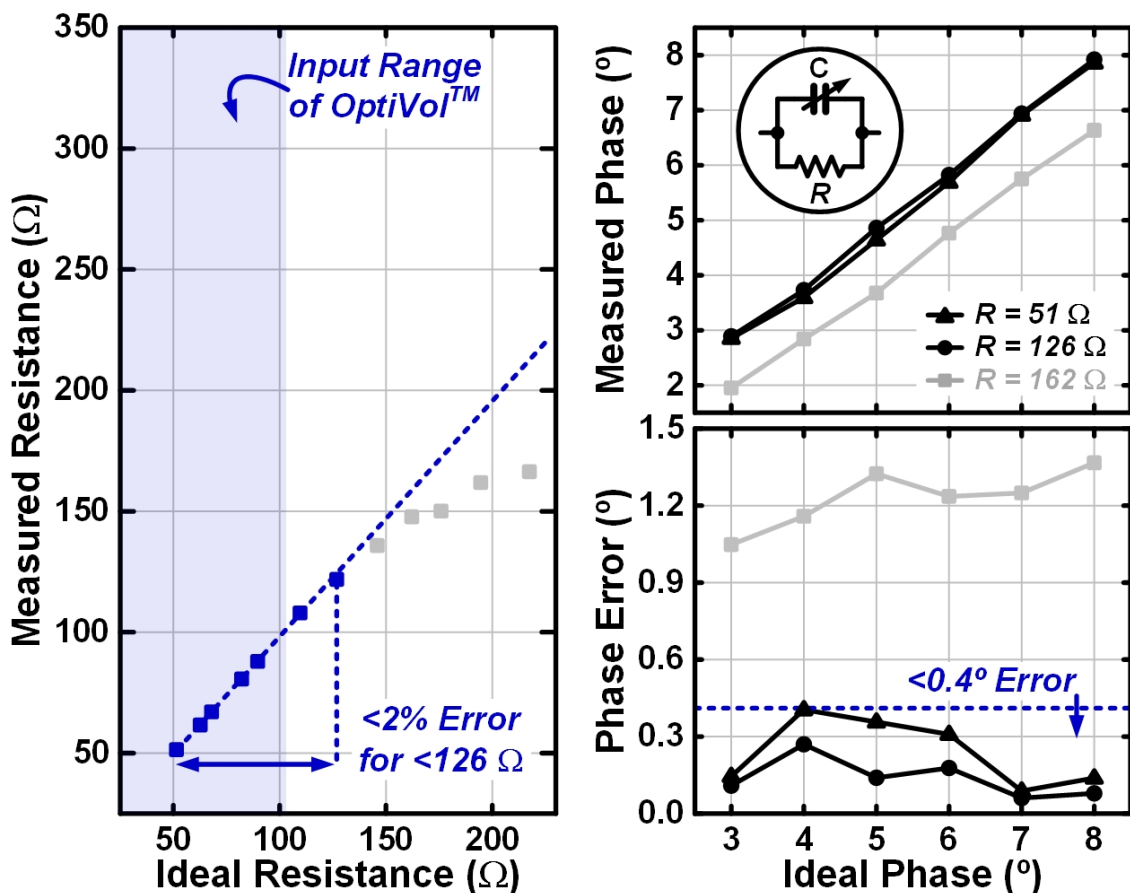 350
300
250
200
150
100
50
Measured Resistance (Ω)
Input Range
of OptiVol™
<2% Error
for <126 Ω
50
100
150
200
Ideal Resistance (Ω)
8
7
6
5
4
3
2
Measured Phase (º)
C
R
R = 51 Ω
R = 126 Ω
R = 162 Ω
1.5
1.2
0.9
0.6
0.3
0.0
Phase Error (º)
<0.4º Error
3
4
5
6
7
8
Ideal Phase (º)